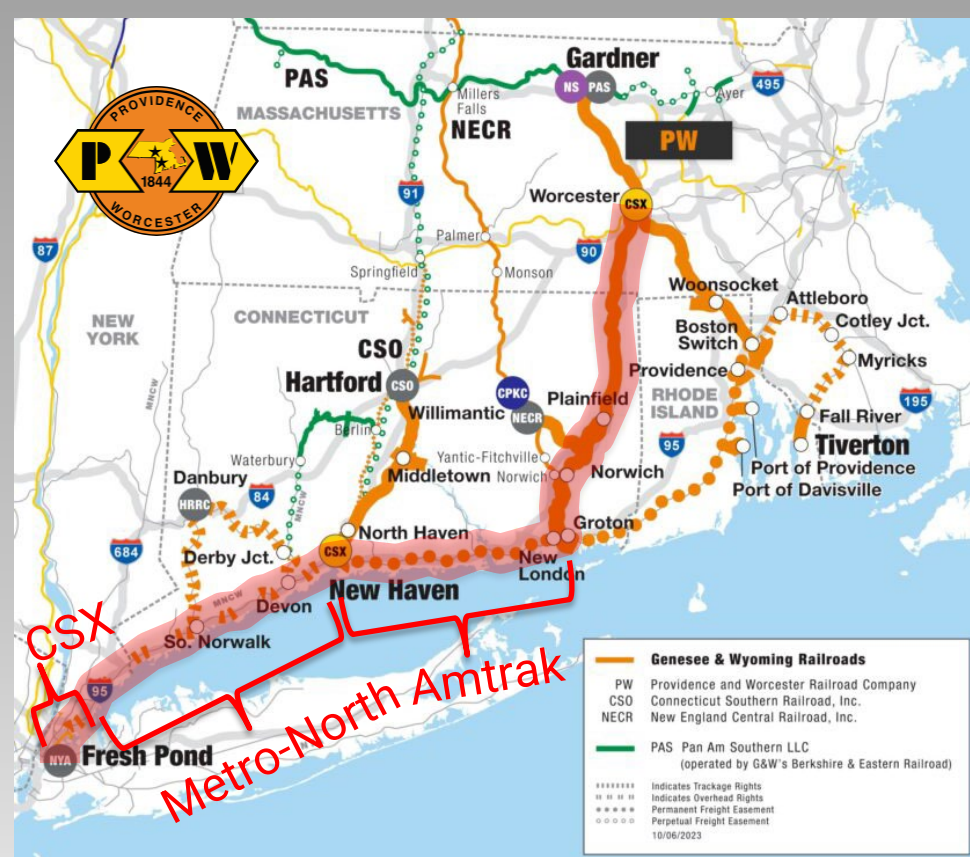 PROVIDENCE
P W
1844
WORCESTER
PAS
MASSACHUSETTS
Millers
Falls
NECR
Gardner
NS
PAS
Ayer
495
PW
91
87
Worcester
CSX
Palmer
90
Springfield
Monson
NEW
YORK
CONNECTICUT
CSO
Hartford
CSO
Woonsocket
Attleboro
Boston
Switch
Cotley Jct.
Providence
Myricks
MNCW
CPKC
Willimantic
NECR
Plainfield
RHODE
ISLAND
195
95
Fall River
Tiverton
Berlin
Waterbury
Yantic-Fitchville
Middletown
Norwich
Norwich
Port of Providence
Port of Davisville
Danbury
HRRC
84
MNCW
North Haven
Groton
684
Derby Jct.
CSX
New
London
New Haven
Devon
MNCW
So. Norwalk
CSX
95
NYA
Fresh Pond
Metro-North Amtrak
Genesee & Wyoming Railroads
PW Providence and Worcester Railroad Company
CSO Connecticut Southern Railroad, Inc.
NECR New England Central Railroad, Inc.
PAS Pan Am Southern LLC
(operated by G&W's Berkshire & Eastern Railroad)
Indicates Trackage Rights
Indicates Overhead Rights
Permanent Freight Easement
Perpetual Freight Easement
10/06/2023